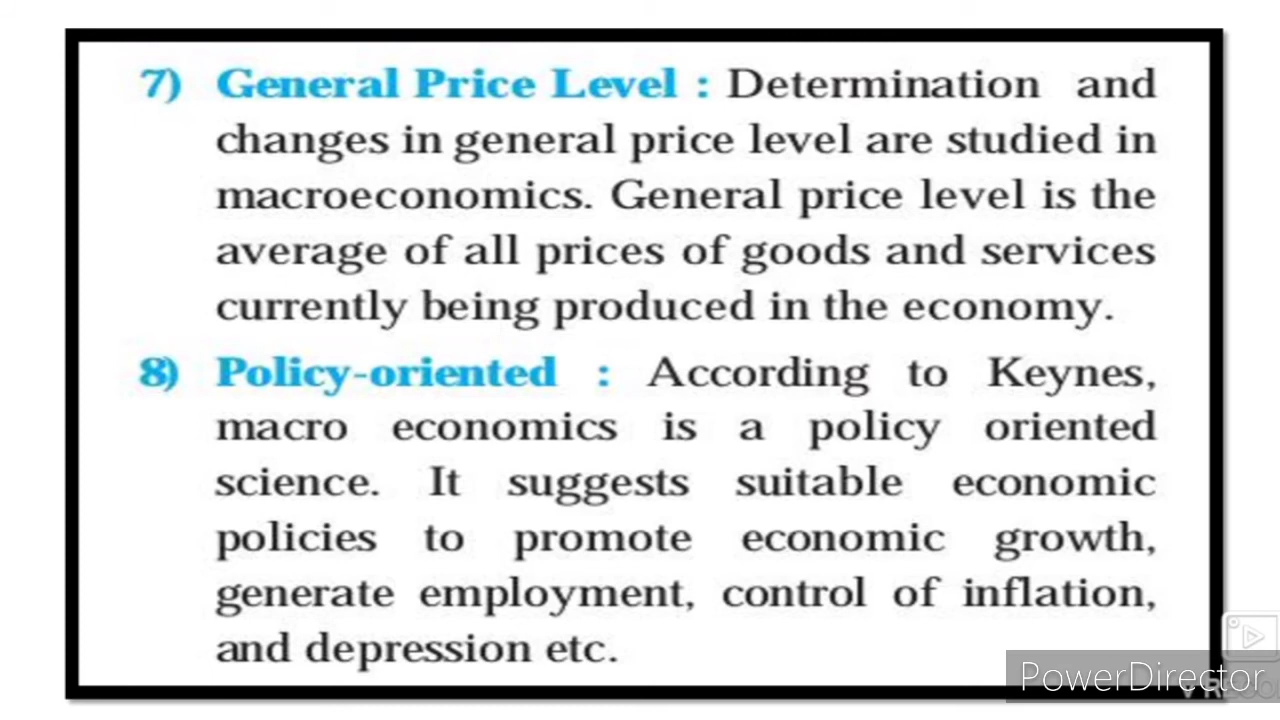 7) General Price Level : Determination and
changes in general price level are studied in
macroeconomics. General price level is the
average of all prices of goods and services
currently being produced in the economy.
8) Policy-oriented : According to Keynes,
macro economics is a policy oriented
science. It suggests suitable economic
policies to promote economic growth,
generate employment, control of inflation,
and depression etc.
PowerDirector